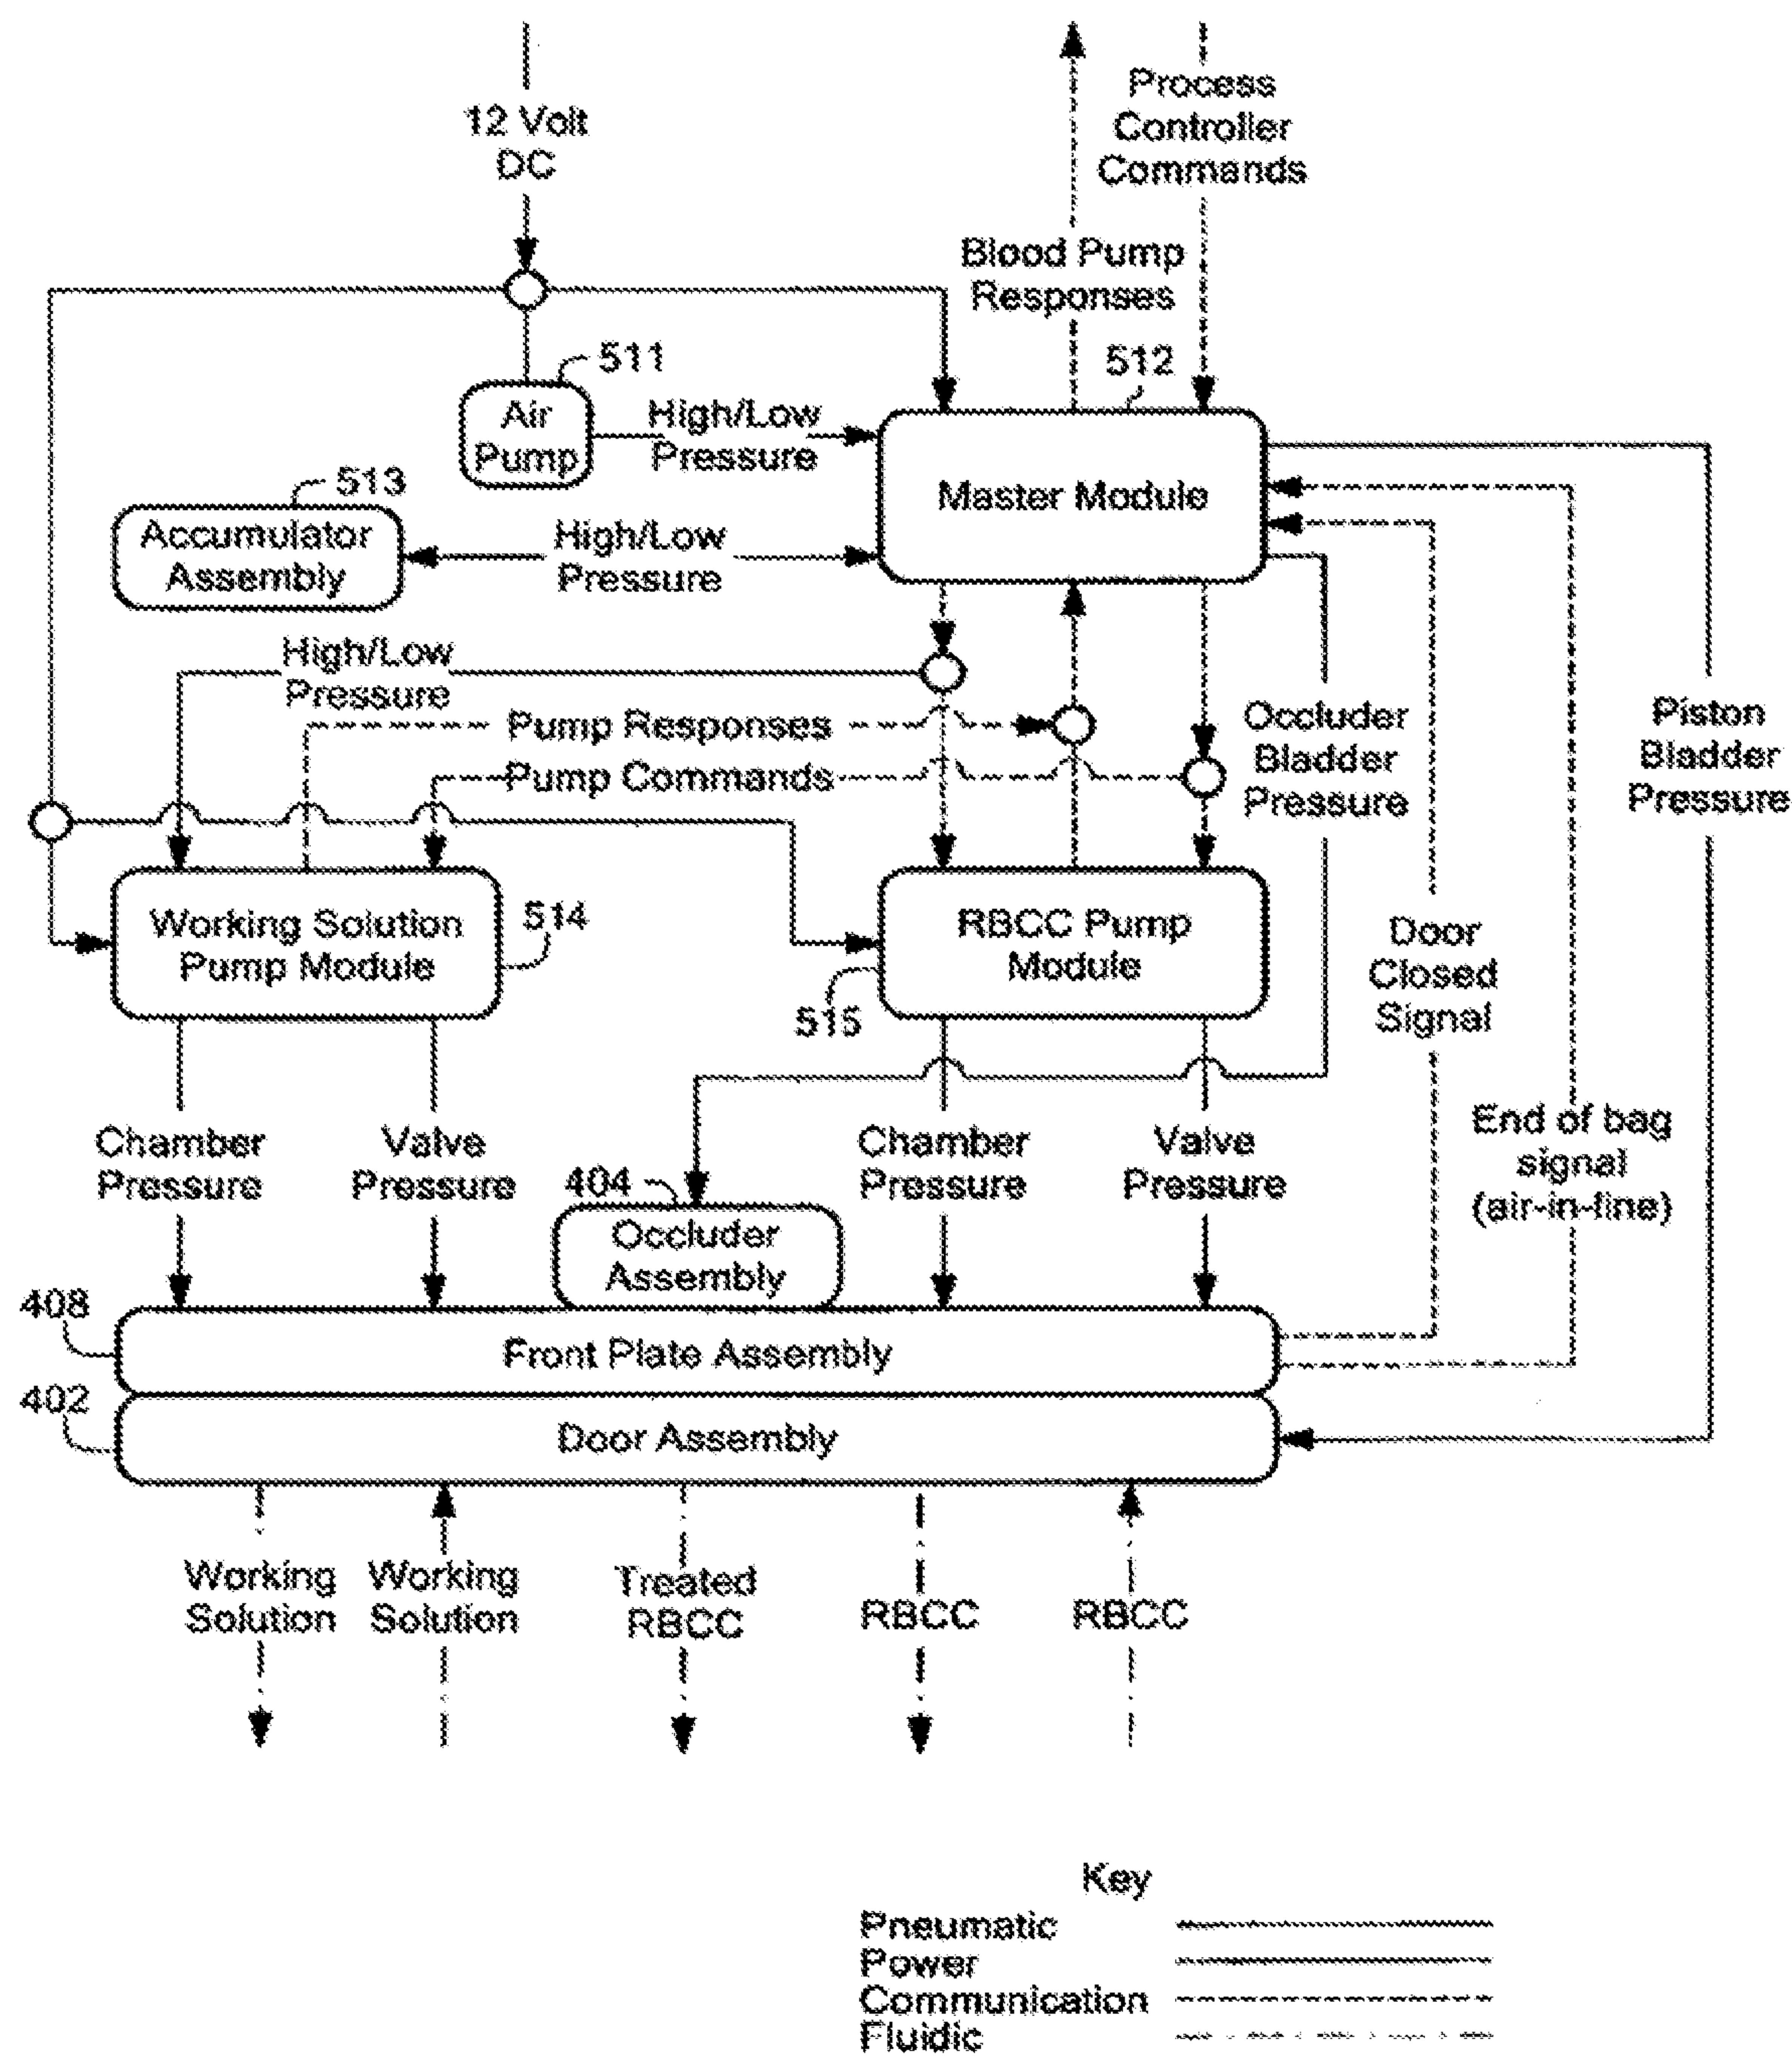 12 Volt
DC
Process
Controller
Commands
Blood Pump
Responses
511
512
Air
Pump
High/Low
Pressure
Master Module
513
Accumulator
Assembly
High/Low
Pressure
High/Low
Pressure
Pump Responses
Pump Commands
Occluder
Bladder
Pressure
Piston
Bladder
Pressure
Working Solution
Pump Module
514
RBCC Pump
Module
515
Door
Closed
Signal
Chamber
Pressure
Valve
Pressure
Chamber
Pressure
Valve
Pressure
End of bag
signal
(air-in-line)
404
Occluder
Assembly
408
Front Plate Assembly
402
Door Assembly
Working
Solution
Working
Solution
Treated
RBCC
RBCC
RBCC
Key
Pneumatic
Power
Communication
Fluidic